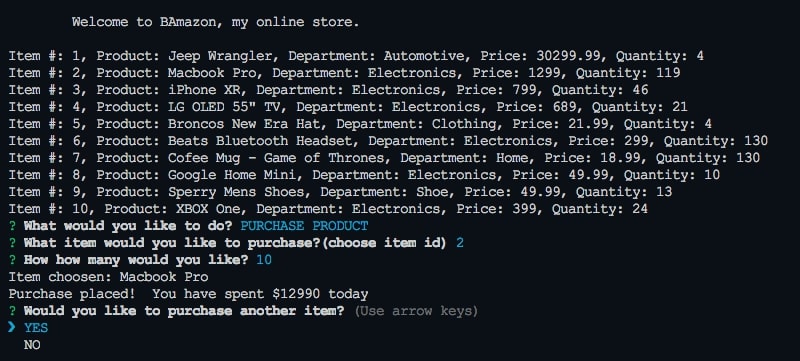 Welcome to BAmazon, my online store.
Item #: 1, Product: Jeep Wrangler, Department: Automotive, Price: 30299.99, Quantity: 4
Item #: 2, Product: Macbook Pro, Department: Electronics, Price: 1299, Quantity: 119
Item #: 3, Product: iPhone XR, Department: Electronics, Price: 799, Quantity: 46
Item #: 4, Product: LG OLED 55" TV, Department: Electronics, Price: 689, Quantity: 21
Item #: 5, Product: Broncos New Era Hat, Department: Clothing, Price: 21.99, Quantity: 4
Item #: 6, Product: Beats Bluetooth Headset, Department: Electronics, Price: 299, Quantity: 130
Item #: 7, Product: Cofee Mug - Game of Thrones, Department: Home, Price: 18.99, Quantity: 130
Item #: 8, Product: Google Home Mini, Department: Electronics, Price: 49.99, Quantity: 10
Item #: 9, Product: Sperry Mens Shoes, Department: Shoe, Price: 49.99, Quantity: 13
Item #: 10, Product: XBOX One, Department: Electronics, Price: 399, Quantity: 24
? What would you like to do? PURCHASE PRODUCT
? What item would you like to purchase?(choose item id) 2
? How how many would you like? 10
Item choosen: Macbook Pro
Purchase placed!  You have spent $12990 today
? Would you like to purchase another item? (Use arrow keys)
❯ YES
NO